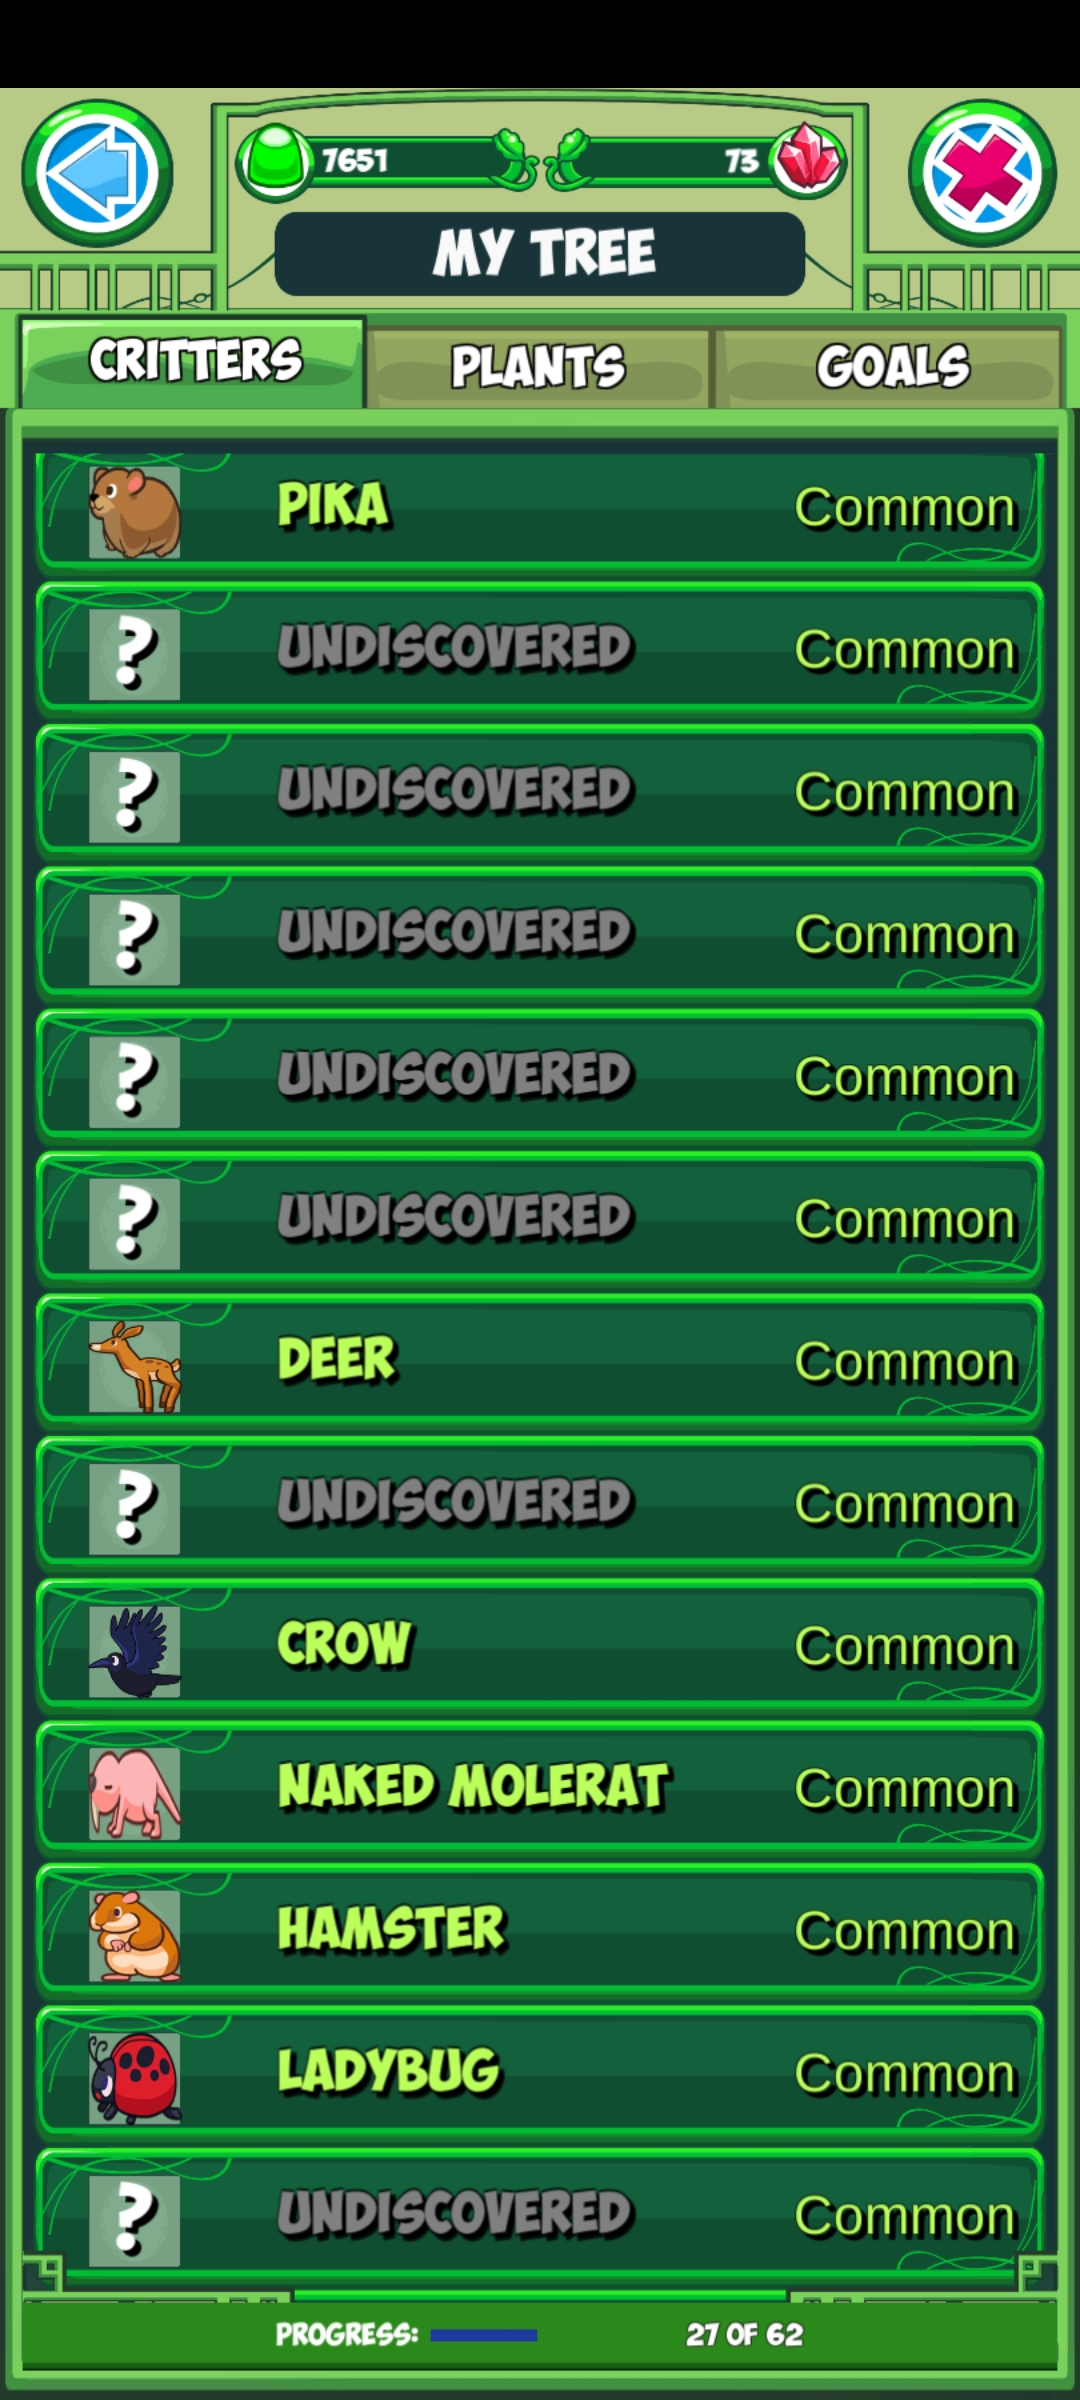 7651
73
MY TREE
CRITTERS PLANTS GOALS
PIKA Common
? UNDISCOVERED Common
? UNDISCOVERED Common
? UNDISCOVERED Common
? UNDISCOVERED Common
? UNDISCOVERED Common
DEER Common
? UNDISCOVERED Common
CROW Common
NAKED MOLERAT Common
HAMSTER Common
LADYBUG Common
? UNDISCOVERED Common
PROGRESS: 27 OF 62